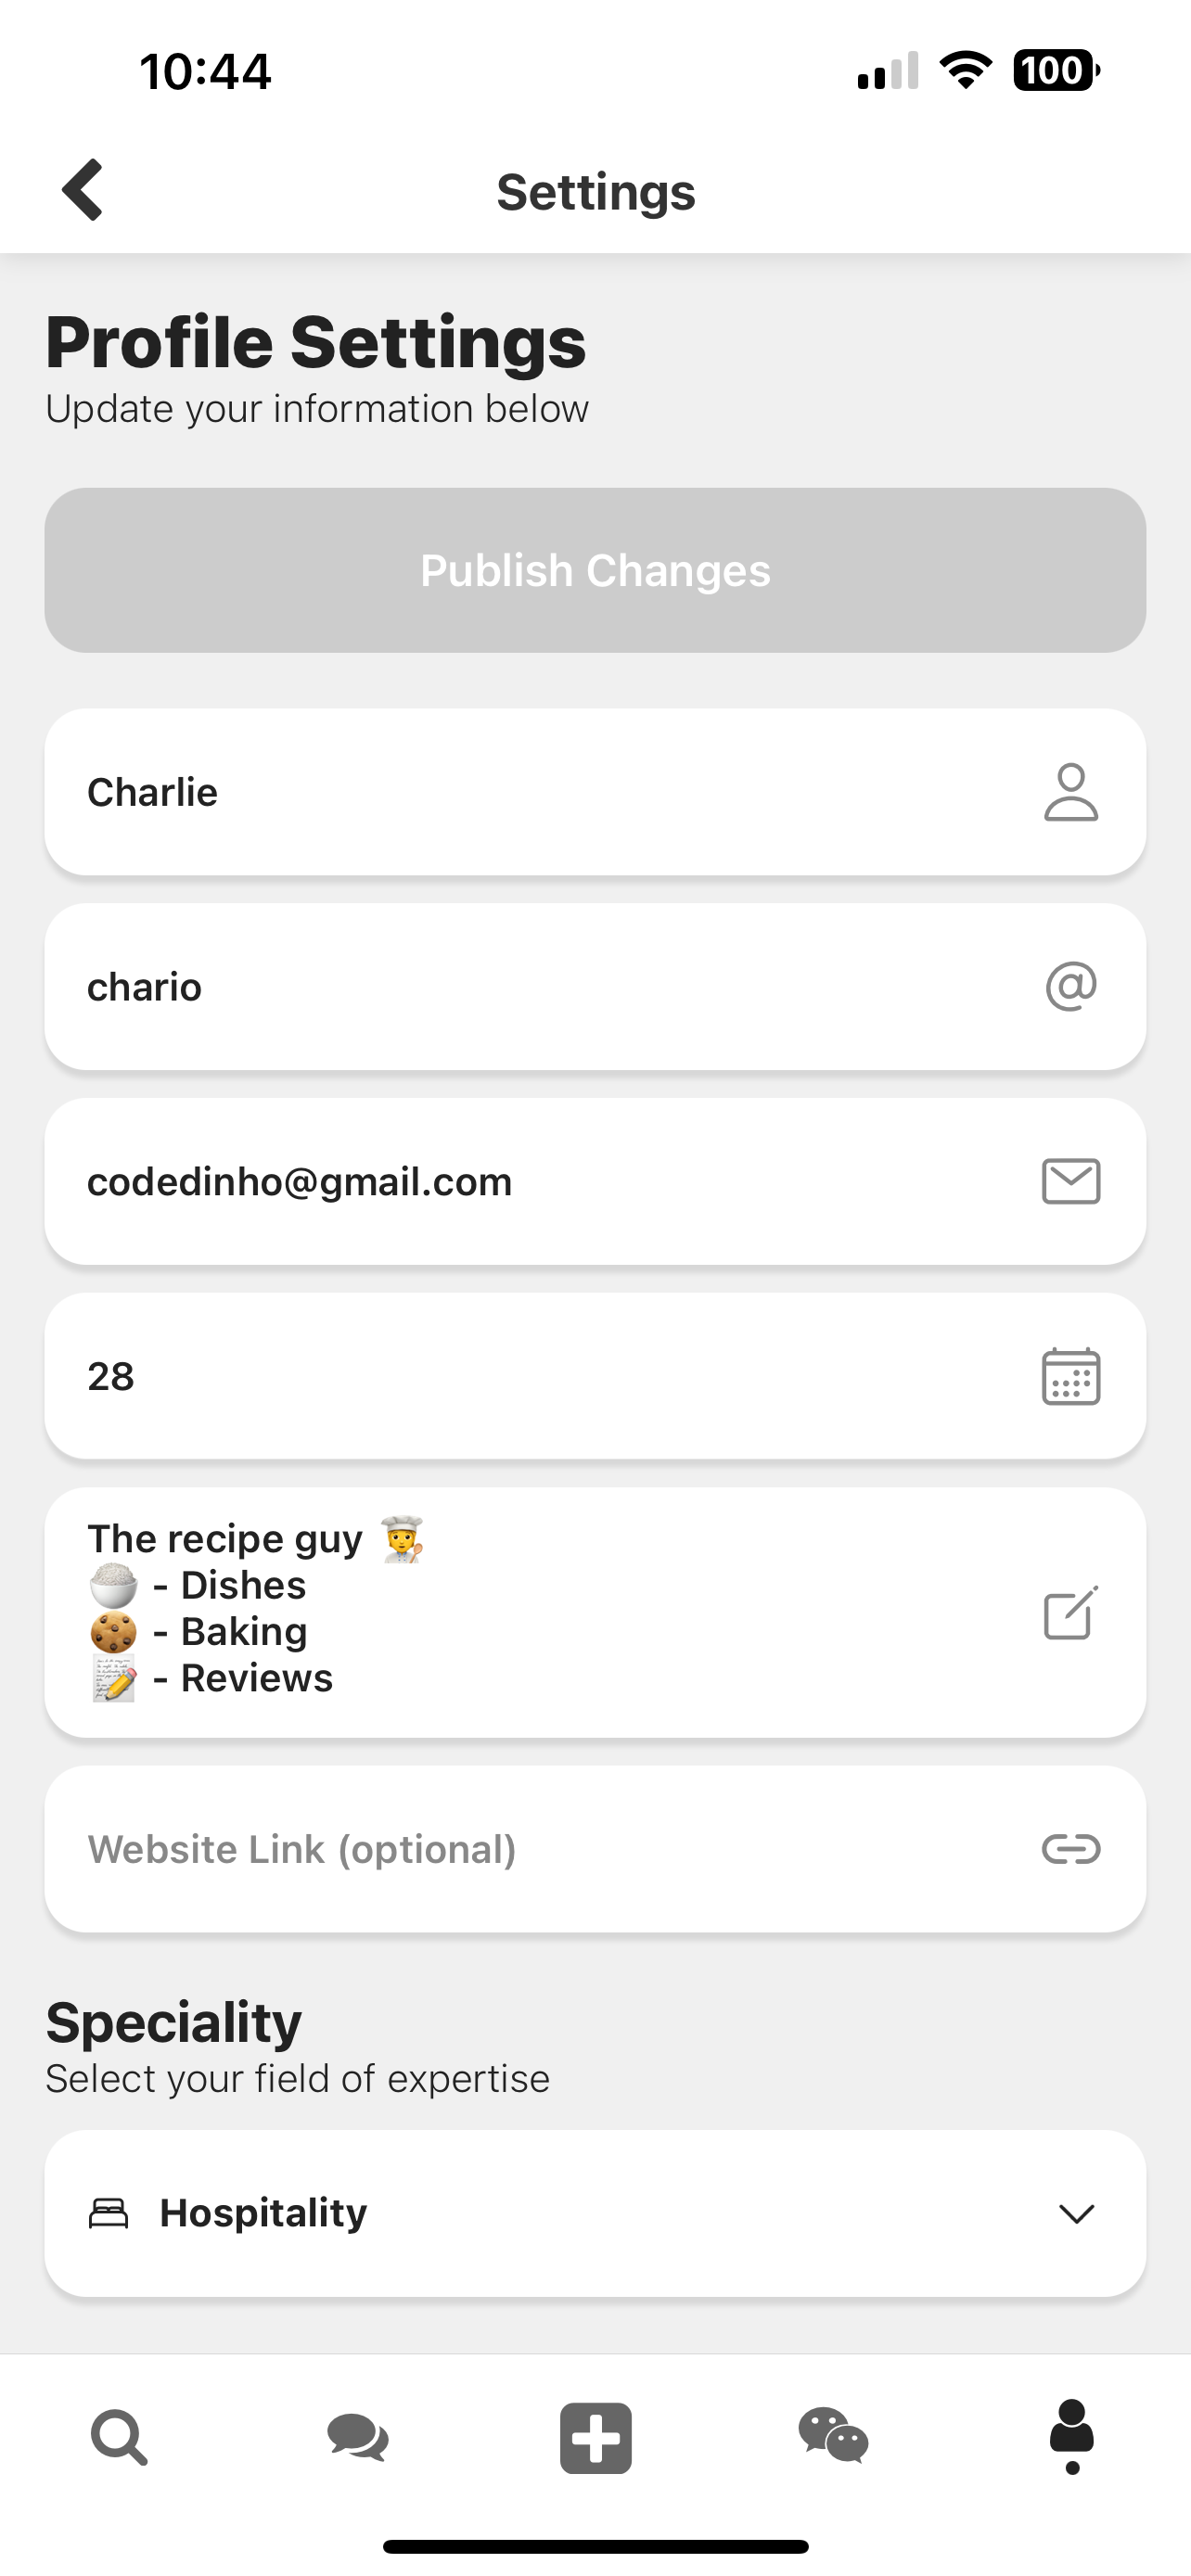 10:44
100
Settings
Profile Settings
Update your information below
Publish Changes
Charlie
chario
@
codedinho@gmail.com
28
The recipe guy 🧑‍🍳
🍚 - Dishes
🍪 - Baking
📝 - Reviews
Website Link (optional)
Speciality
Select your field of expertise
Hospitality